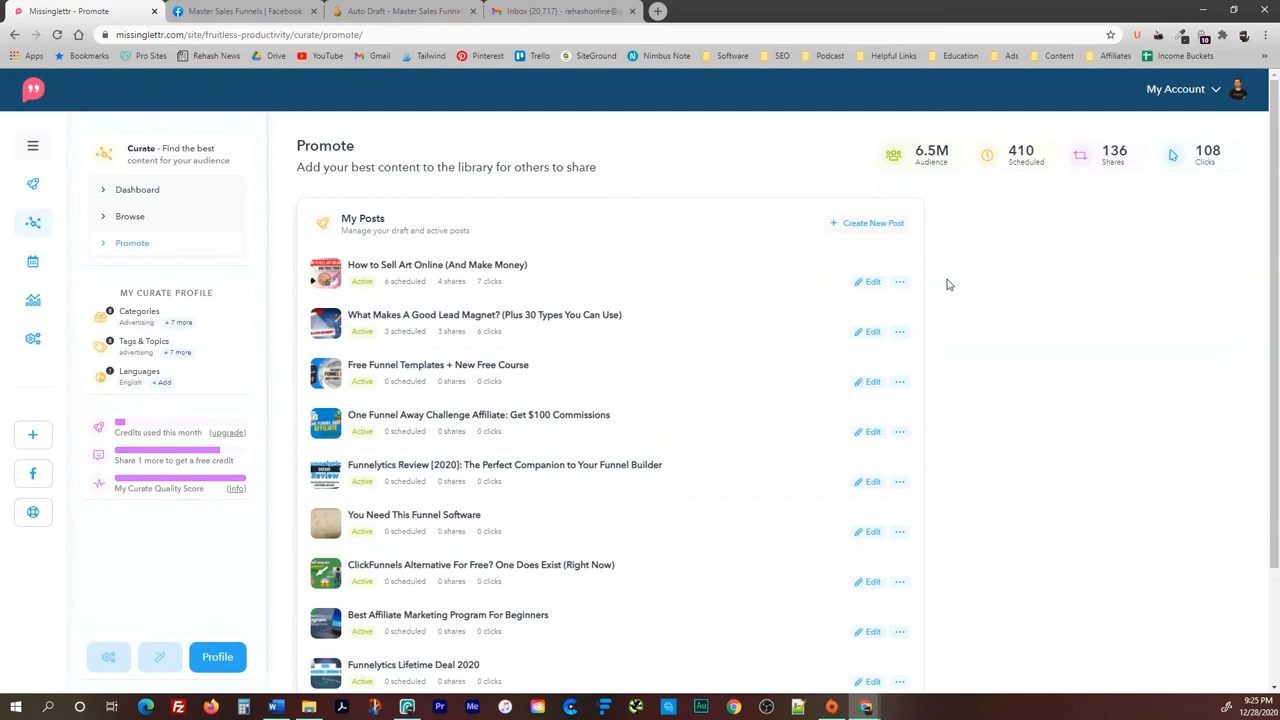 Missinglettr - Promote
Master Sales Funnels | Facebook
Auto Draft – Master Sales Funnel
Inbox (20,717) – rehashonline@g
missinglettr.com/site/fruitless-productivity/curate/promote/
Apps
Bookmarks
Pro Sites
Rehash News
Drive
YouTube
Gmail
Tailwind
Pinterest
Trello
SiteGround
Nimbus Note
Software
SEO
Podcast
Helpful Links
Education
Ads
Content
Affiliates
Income Buckets
My Account
Curate - Find the best
content for your audience
Dashboard
Browse
Promote
MY CURATE PROFILE
Categories
Advertising + 7 more
Tags & Topics
advertising + 7 more
Languages
English + Add
Credits used this month (upgrade)
Share 1 more to get a free credit
My Curate Quality Score (info)
Profile
Promote
Add your best content to the library for others to share
6.5M
Audience
410
Scheduled
136
Shares
108
Clicks
My Posts
Manage your draft and active posts
+ Create New Post
How to Sell Art Online (And Make Money)
Active 6 scheduled 4 shares 7 clicks Edit
What Makes A Good Lead Magnet? (Plus 30 Types You Can Use)
Active 3 scheduled 3 shares 6 clicks Edit
Free Funnel Templates + New Free Course
Active 0 scheduled 0 shares 0 clicks Edit
One Funnel Away Challenge Affiliate: Get $100 Commissions
Active 0 scheduled 0 shares 0 clicks Edit
Funnelytics Review [2020]: The Perfect Companion to Your Funnel Builder
Active 0 scheduled 0 shares 0 clicks Edit
You Need This Funnel Software
Active 0 scheduled 0 shares 0 clicks Edit
ClickFunnels Alternative For Free? One Does Exist (Right Now)
Active 0 scheduled 0 shares 0 clicks Edit
Best Affiliate Marketing Program For Beginners
Active 0 scheduled 0 shares 0 clicks Edit
Funnelytics Lifetime Deal 2020
Active 0 scheduled 0 shares 0 clicks Edit
9:25 PM
12/28/2020